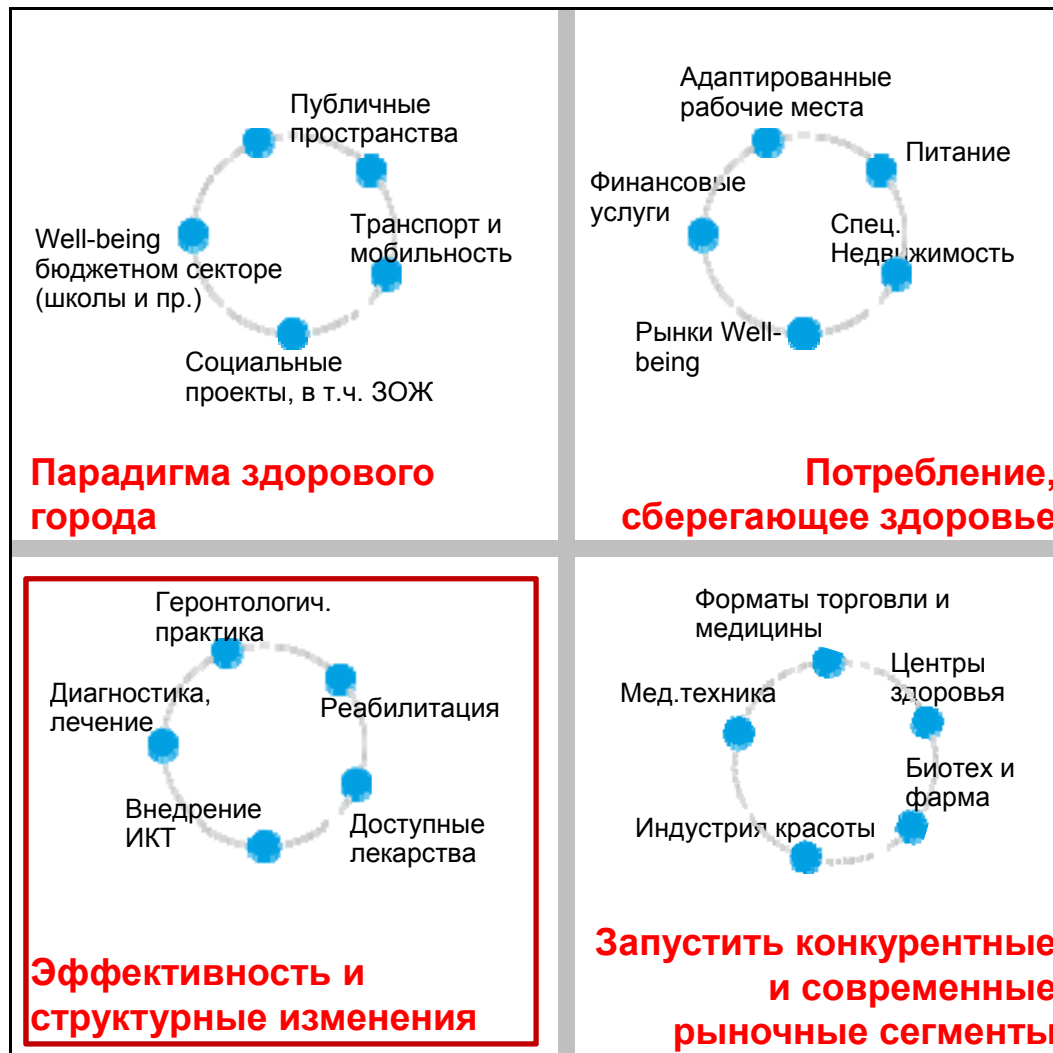 Публичные
пространства
Well-being
бюджетном секторе
(школы и пр.)
Транспорт и
мобильность
Социальные
проекты, в т.ч. ЗОЖ
Парадигма здорового
города
Адаптированные
рабочие места
Питание
Финансовые
услуги
Спец.
Недвижимость
Рынки Well-
being
Потребление,
сберегающее здоровье
Геронтологич.
практика
Диагностика,
лечение
Реабилитация
Внедрение
ИКТ
Доступные
лекарства
Эффективность и
структурные изменения
Форматы торговли и
медицины
Центры
здоровья
Мед.техника
Биотех и
фарма
Индустрия красоты
Запустить конкурентные
и современные
рыночные сегменты